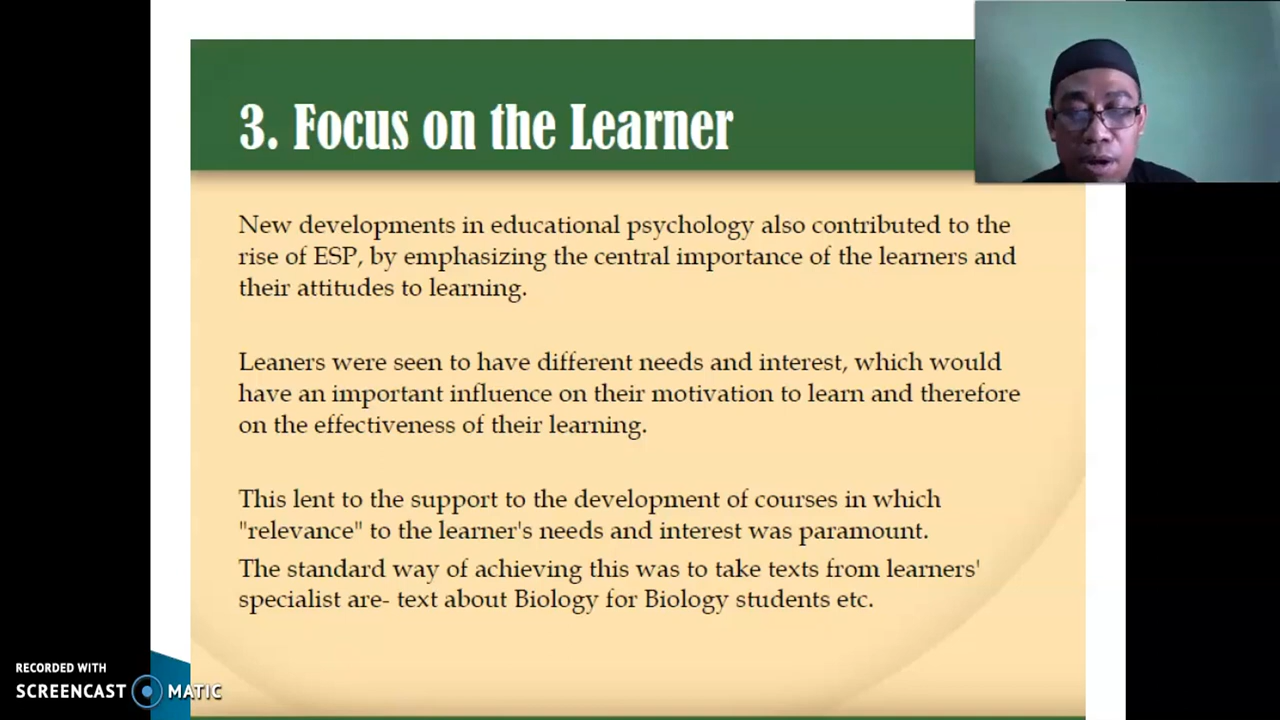 3. Focus on the Learner
New developments in educational psychology also contributed to the
rise of ESP, by emphasizing the central importance of the learners and
their attitudes to learning.
Leaners were seen to have different needs and interest, which would
have an important influence on their motivation to learn and therefore
on the effectiveness of their learning.
This lent to the support to the development of courses in which
"relevance" to the learner's needs and interest was paramount.
The standard way of achieving this was to take texts from learners'
specialist are- text about Biology for Biology students etc.
RECORDED WITH
SCREENCAST MATIC